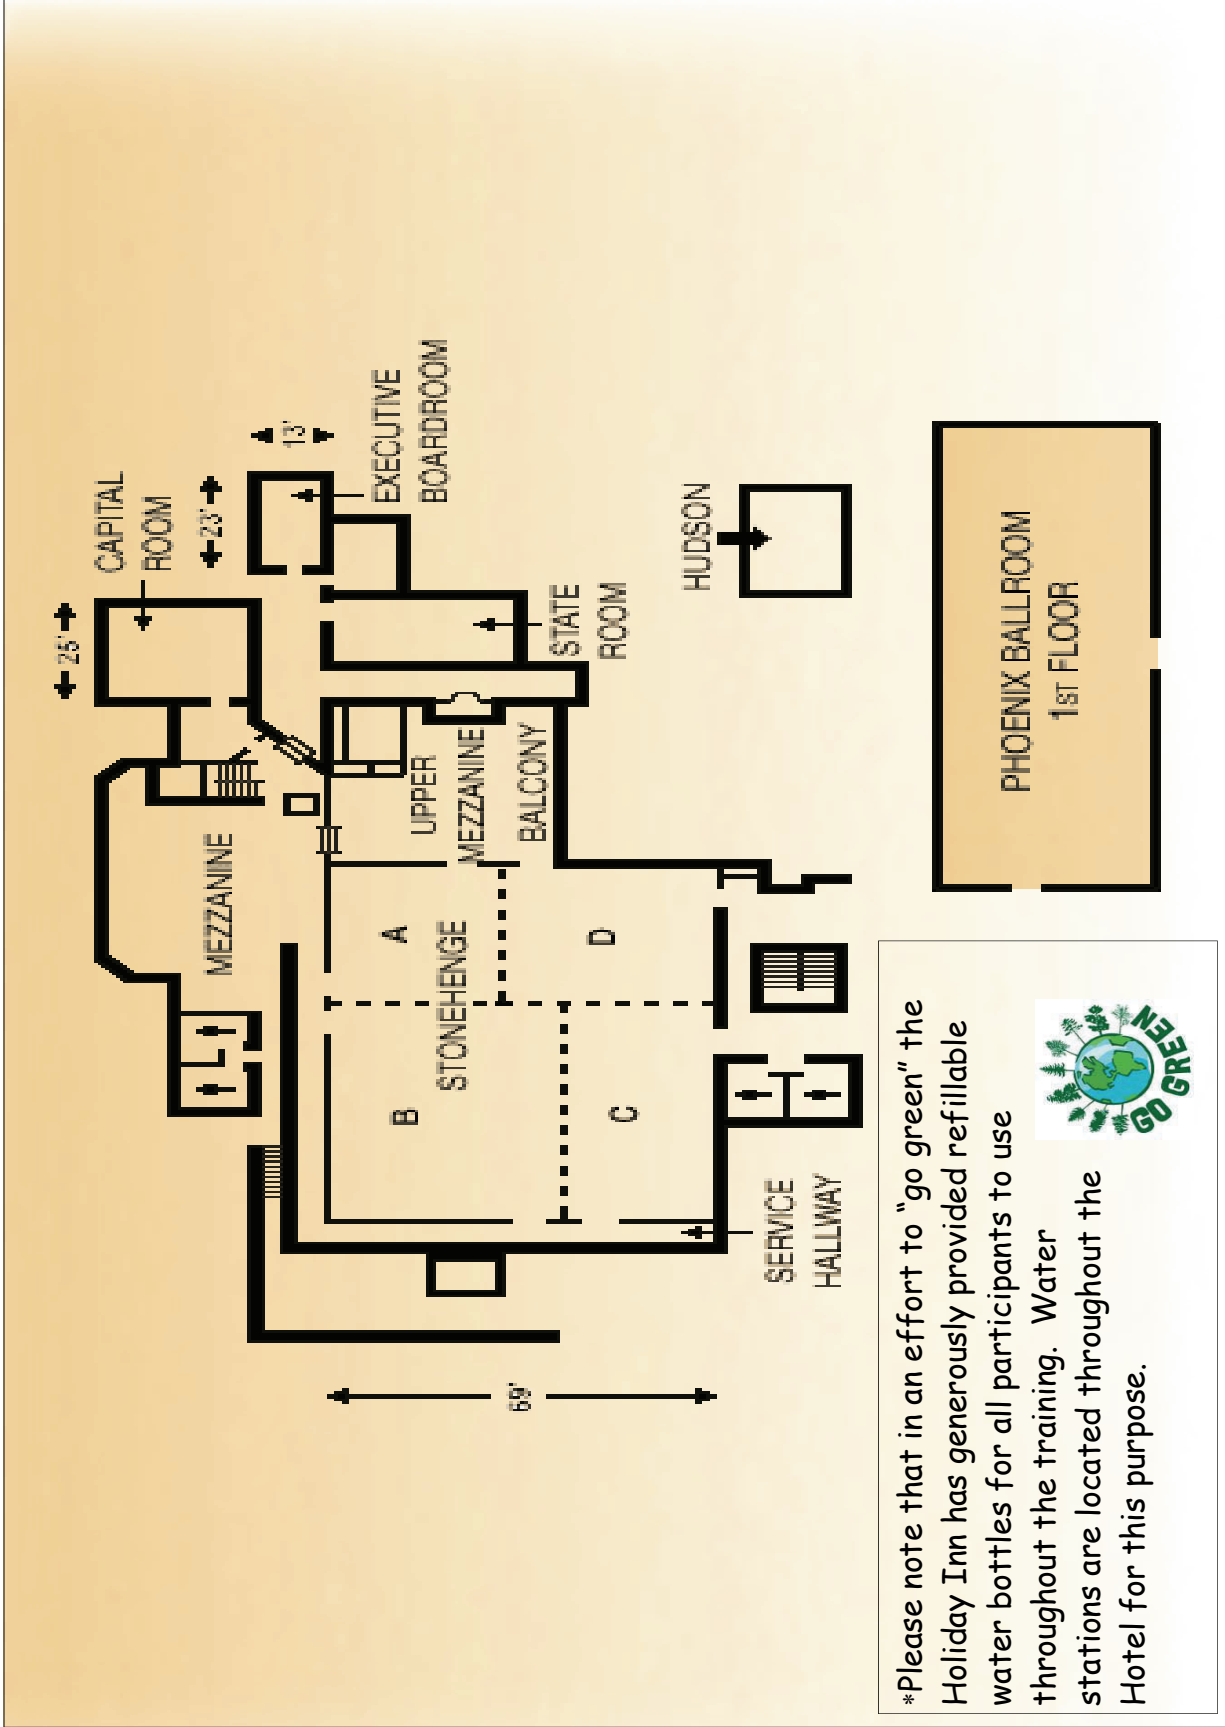 25'
CAPITAL
ROOM
23'
13'
EXECUTIVE
BOARDROOM
MEZZANINE
UPPER
MEZZANINE
BALCONY
STATE
ROOM
A
B
STONEHENGE
D
C
69'
SERVICE
HALLWAY
HUDSON
PHOENIX BALLROOM
1ST FLOOR
*Please note that in an effort to “go green” the
Holiday Inn has generously provided refillable
water bottles for all participants to use
throughout the training. Water
stations are located throughout the
Hotel for this purpose.
GO GREEN